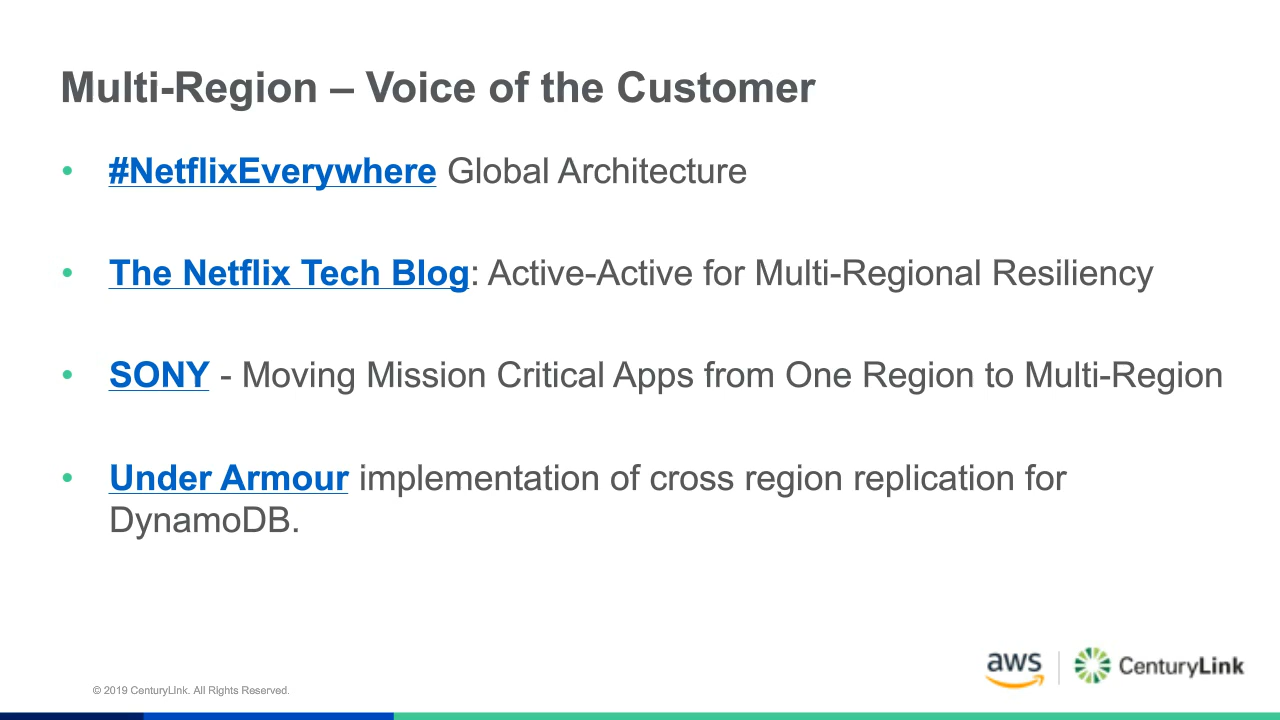 Multi-Region – Voice of the Customer
• #NetflixEverywhere Global Architecture
• The Netflix Tech Blog: Active-Active for Multi-Regional Resiliency
• SONY - Moving Mission Critical Apps from One Region to Multi-Region
• Under Armour implementation of cross region replication for
DynamoDB.
aws | CenturyLink
© 2019 CenturyLInk. All Rights Reserved.